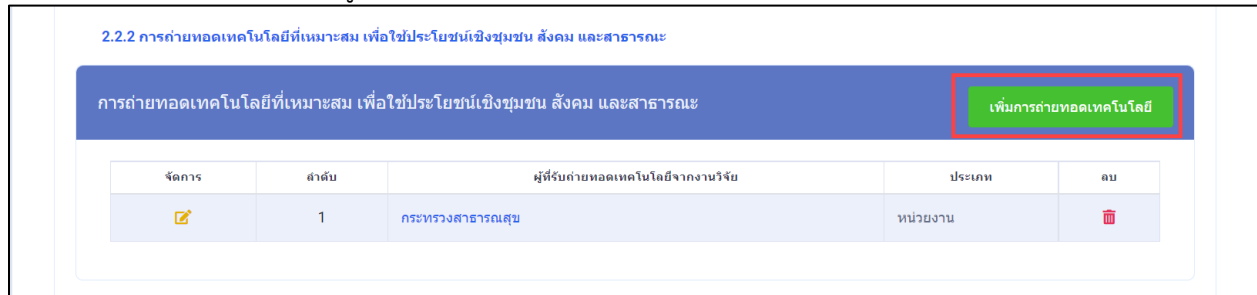 2.2.2 การถ่ายทอดเทคโนโลยีที่เหมาะสม เพื่อใช้ประโยชน์เชิงชุมชน สังคม และสาธารณะ
การถ่ายทอดเทคโนโลยีที่เหมาะสม เพื่อใช้ประโยชน์เชิงชุมชน สังคม และสาธารณะ
เพิ่มการถ่ายทอดเทคโนโลยี
จัดการ ลำดับ ผู้ที่รับถ่ายทอดเทคโนโลยีจากงานวิจัย ประเภท ลบ
1 กระทรวงสาธารณสุข หน่วยงาน